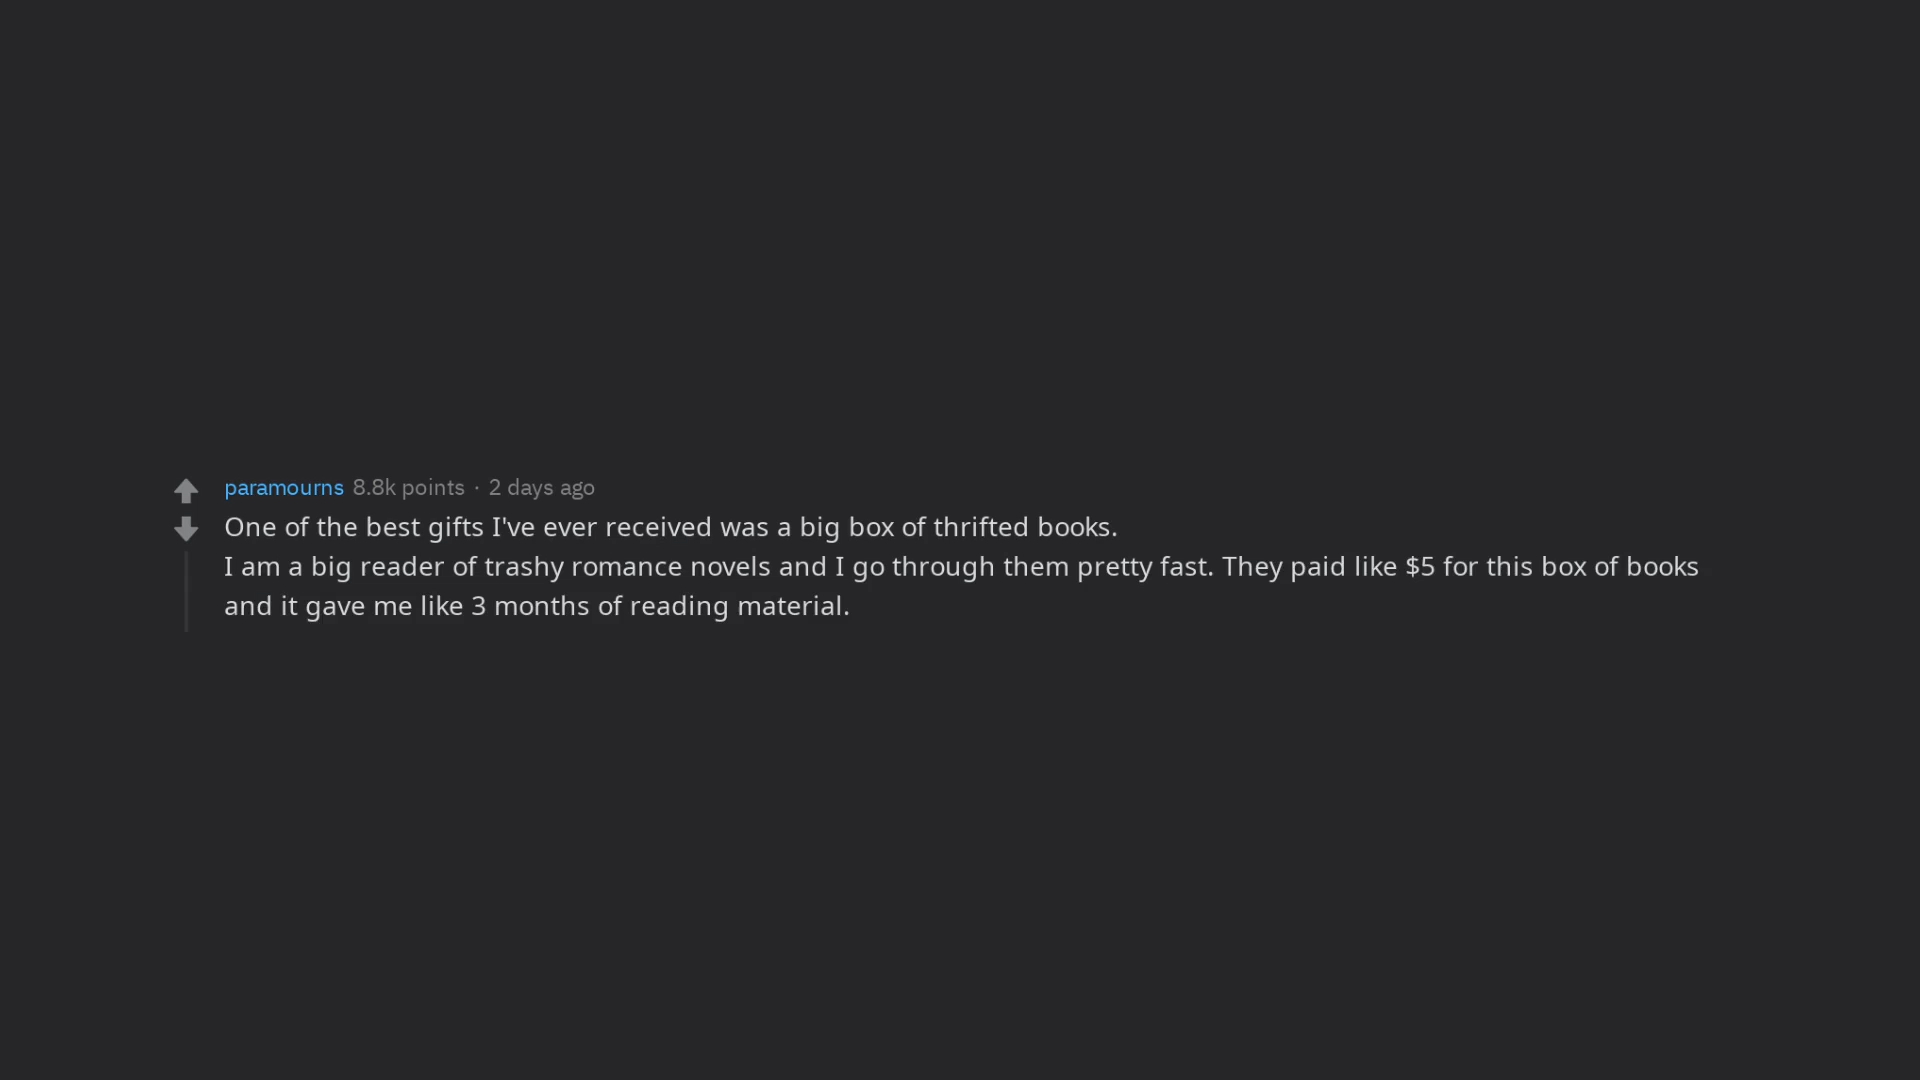 paramourns 8.8k points · 2 days ago
One of the best gifts I've ever received was a big box of thrifted books.
I am a big reader of trashy romance novels and I go through them pretty fast. They paid like $5 for this box of books
and it gave me like 3 months of reading material.